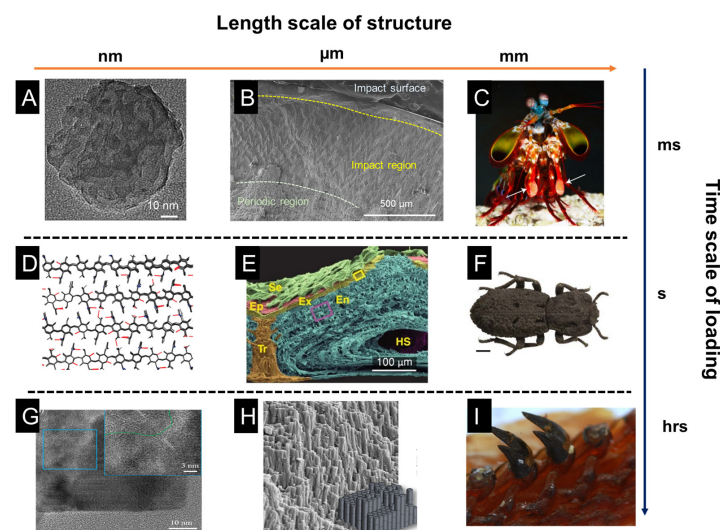 Length scale of structure
nm
µm
mm
A
10 nm
B
Impact surface
Impact region
Periodic region
500 µm
C
ms
D
E
Se
Ep
Ex
En
Tr
HS
100 µm
F
s
Time scale of loading
G
3 nm
10 nm
H
I
hrs